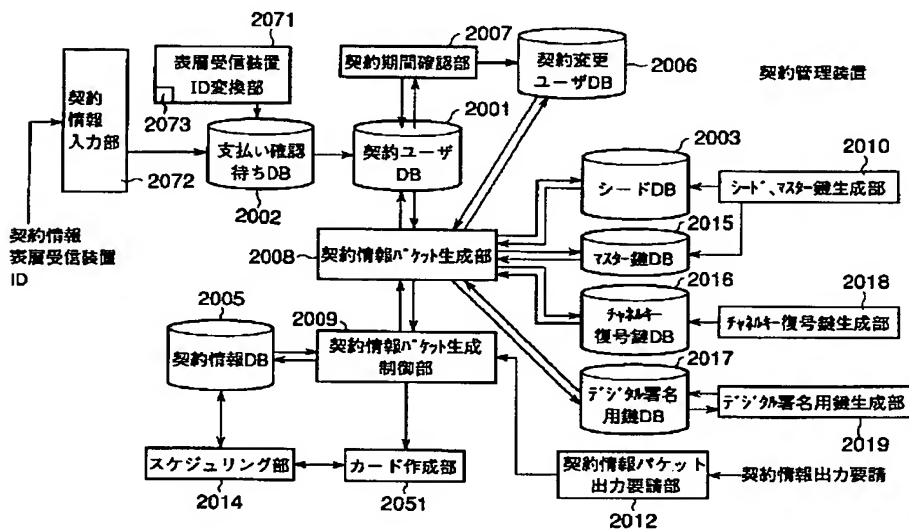 2071
表層受信装置
ID変換部
2073
契約
情報
入力部
2072
支払い確認
待ちDB
2002
契約情報
表層受信装置
ID
2007
契約期間確認部
2001
契約ユーザ
DB
契約変更
ユーザDB
2006
契約管理装置
2003
シードDB
2010
シード、マスター鍵生成部
2015
マスター鍵DB
2008
契約情報パケット生成部
2016
チャネルキー
復号鍵DB
2018
チャネルキー復号鍵生成部
2005
契約情報DB
2009
契約情報パケット生成
制御部
2017
デジタル署名
用鍵DB
デジタル署名用鍵生成部
2019
スケジュリング部
2014
カード作成部
2051
契約情報パケット
出力要請部
2012
契約情報出力要請